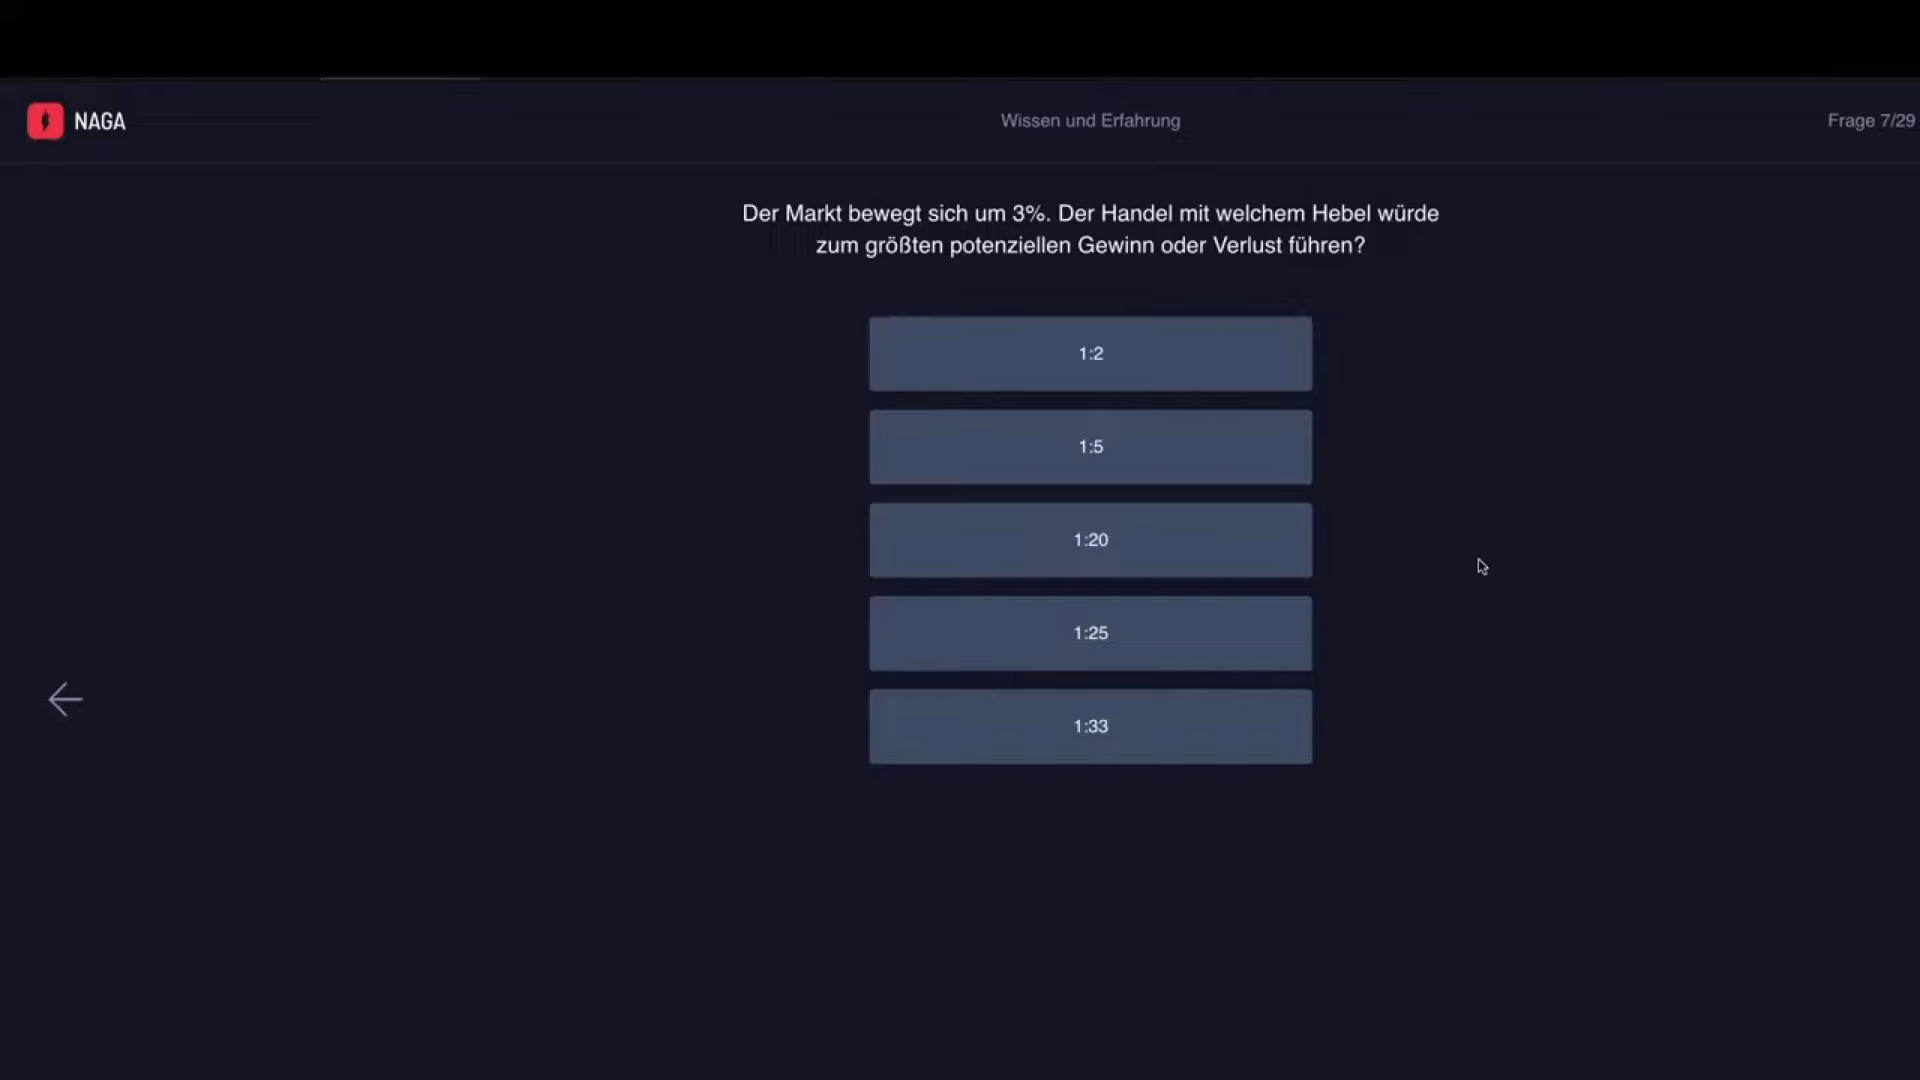 NAGA
Wissen und Erfahrung
Frage 7/29
Der Markt bewegt sich um 3%. Der Handel mit welchem Hebel würde
zum größten potenziellen Gewinn oder Verlust führen?
1:2
1:5
1:20
1:25
1:33